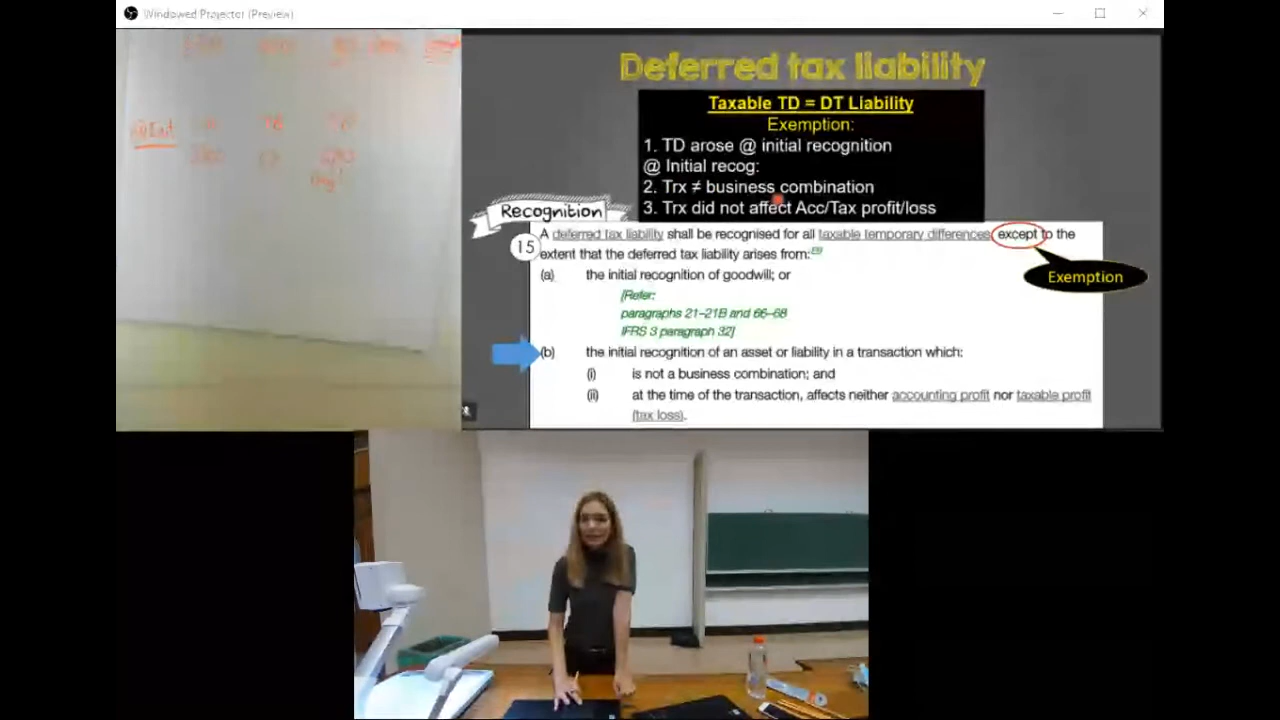 Windowed Projector (Preview)
Deferred tax liability
Taxable TD = DT Liability
Exemption:
1. TD arose @ initial recognition
@ Initial recog:
2. Trx ≠ business combination
3. Trx did not affect Acc/Tax profit/loss
Recognition
15
A deferred tax liability shall be recognised for all taxable temporary differences, except to the
extent that the deferred tax liability arises from:
(a) the initial recognition of goodwill; or
[Refer:
paragraphs 21–21B and 66–68
IFRS 3 paragraph 32]
Exemption
(b) the initial recognition of an asset or liability in a transaction which:
(i) is not a business combination; and
(ii) at the time of the transaction, affects neither accounting profit nor taxable profit
(tax loss).